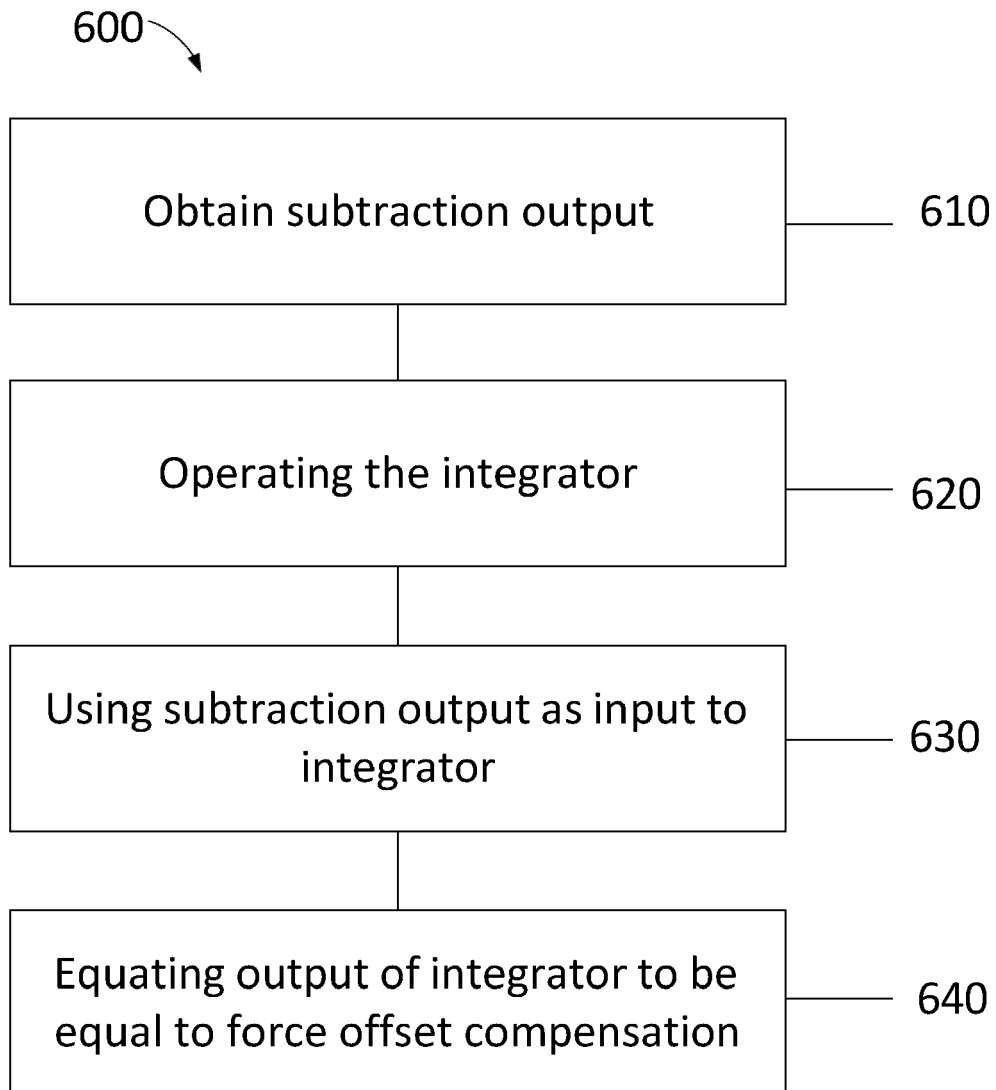 600
Obtain subtraction output
610
Operating the integrator
620
Using subtraction output as input to
integrator
630
Equating output of integrator to be
equal to force offset compensation
640